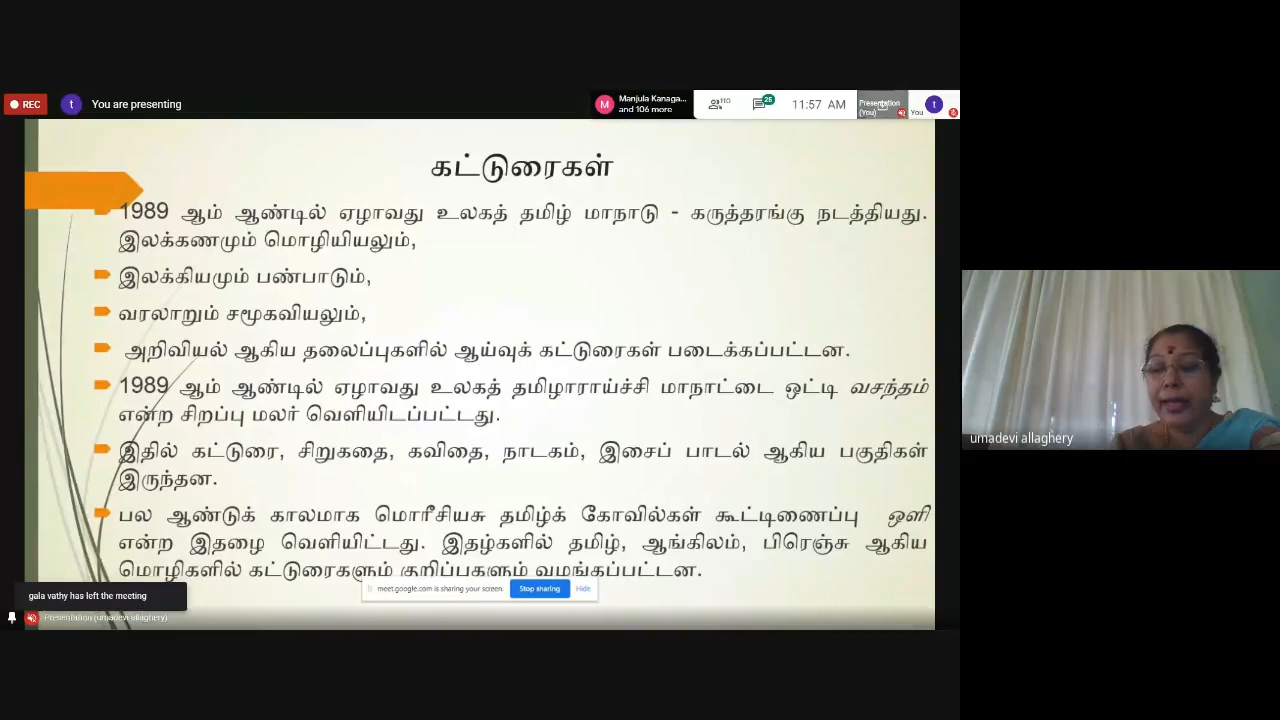 REC
t
You are presenting
M
Manjula Kanaga...
and 106 more
110
25
11:57 AM
Presentation
(You)
You
t
கட்டுரைகள்
1989 ஆம் ஆண்டில் ஏழாவது உலகத் தமிழ் மாநாடு - கருத்தரங்கு நடத்தியது.
இலக்கணமும் மொழியியலும்,
இலக்கியமும் பண்பாடும்,
வரலாறும் சமூகவியலும்,
அறிவியல் ஆகிய தலைப்புகளில் ஆய்வுக் கட்டுரைகள் படைக்கப்பட்டன.
1989 ஆம் ஆண்டில் ஏழாவது உலகத் தமிழாராய்ச்சி மாநாட்டை ஒட்டி வசந்தம்
என்ற சிறப்பு மலர் வெளியிடப்பட்டது.
இதில் கட்டுரை, சிறுகதை, கவிதை, நாடகம், இசைப் பாடல் ஆகிய பகுதிகள்
இருந்தன.
பல ஆண்டுக் காலமாக மொரீசியசு தமிழ்க் கோவில்கள் கூட்டிணைப்பு ஒளி
என்ற இதழை வெளியிட்டது. இதழ்களில் தமிழ், ஆங்கிலம், பிரெஞ்சு ஆகிய
மொழிகளில் கட்டுரைகளும் குறிப்புகளும் வழங்கப்பட்டன.
umadevi allaghery
gala vathy has left the meeting
meet.google.com is sharing your screen.
Stop sharing
Hide
Presentation (umadevi allaghery)